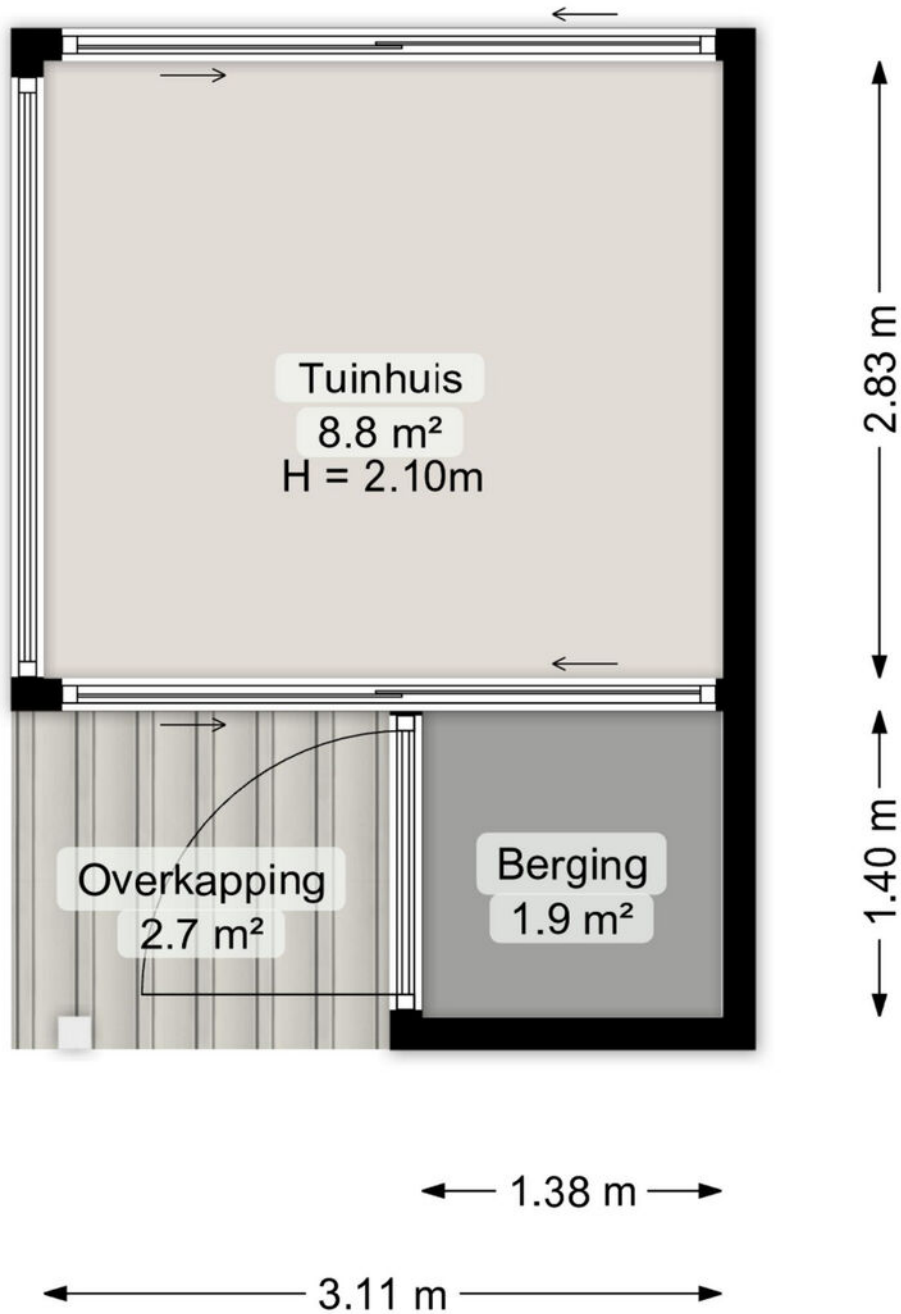 Tuinhuis
8.8 m²
H = 2.10m
2.83 m
Overkapping
2.7 m²
Berging
1.9 m²
1.40 m
1.38 m
3.11 m